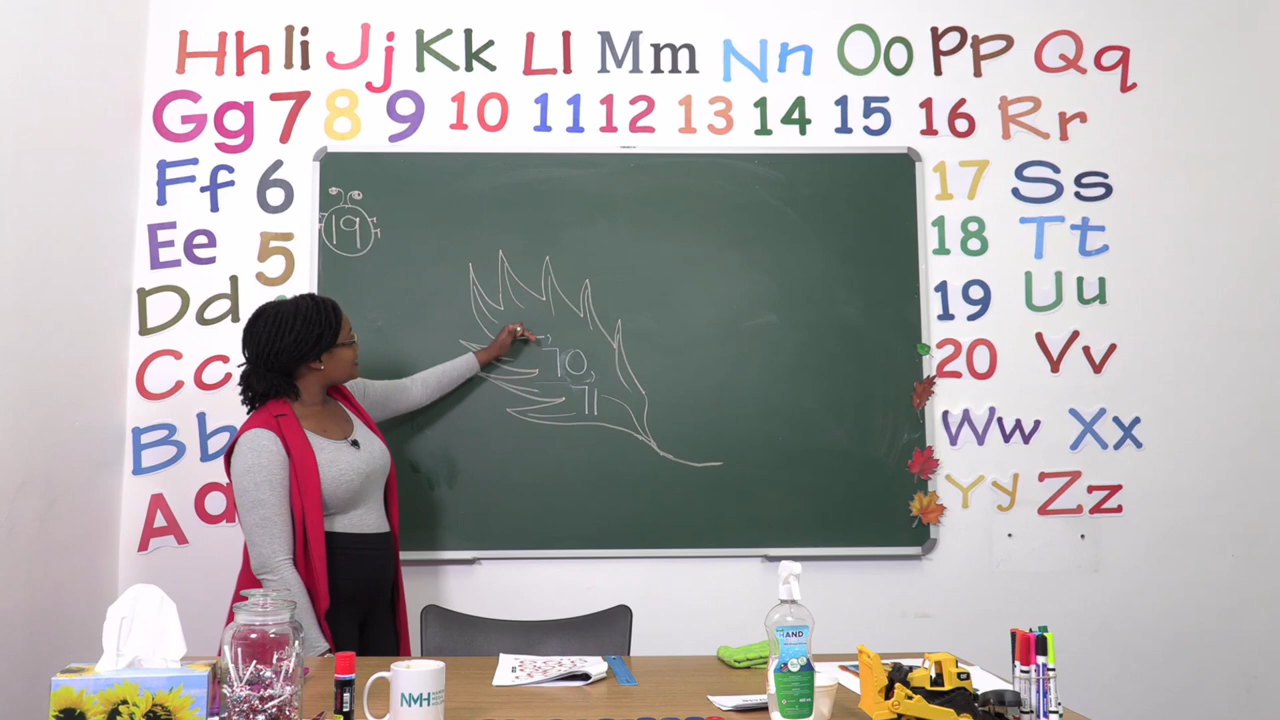 Hh Ii Jj Kk Ll Mm Nn Oo Pp Qq
Gg 7 8 9 10 11 12 13 14 15 16 Rr
Ff 6 17 Ss
19
Ee 5 18 Tt
Dd 19 Uu
Cc 20 Vv
70,
71
Bb Ww Xx
Aa Yy Zz
NMH
HAND
CAT